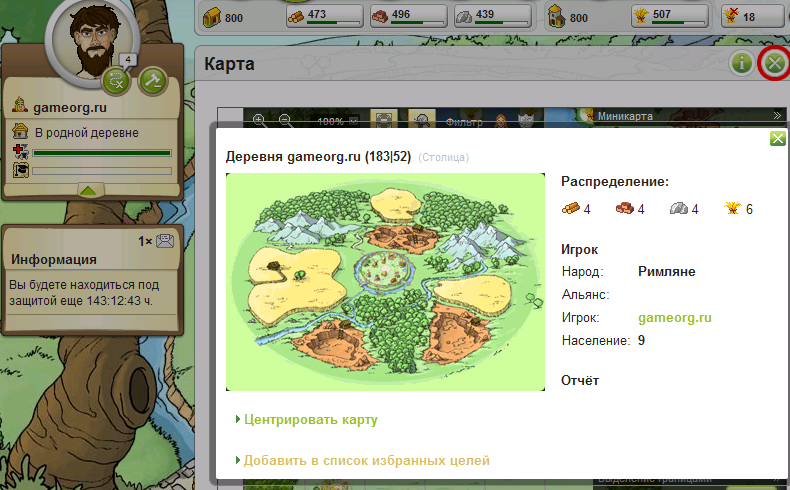 800
473
496
439
800
507
18
4
gameorg.ru
В родной деревне
1×
Информация
Вы будете находиться под
защитой еще 143:12:43 ч.
Карта
100%
Фильтр
Миникарта
Деревня gameorg.ru (183|52) (Столица)
Распределение:
4 4 4 6
Игрок
Народ: Римляне
Альянс:
Игрок: gameorg.ru
Население: 9
Отчёт
Центрировать карту
Добавить в список избранных целей